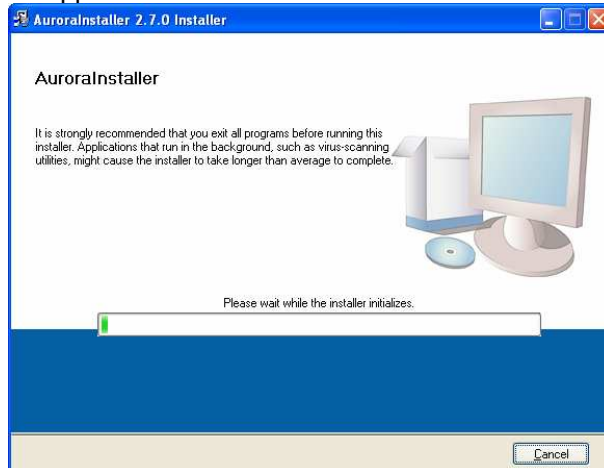 AuroraInstaller 2.7.0 Installer
AuroraInstaller
It is strongly recommended that you exit all programs before running this
installer. Applications that run in the background, such as virus-scanning
utilities, might cause the installer to take longer than average to complete.
Please wait while the installer initializes.
Cancel